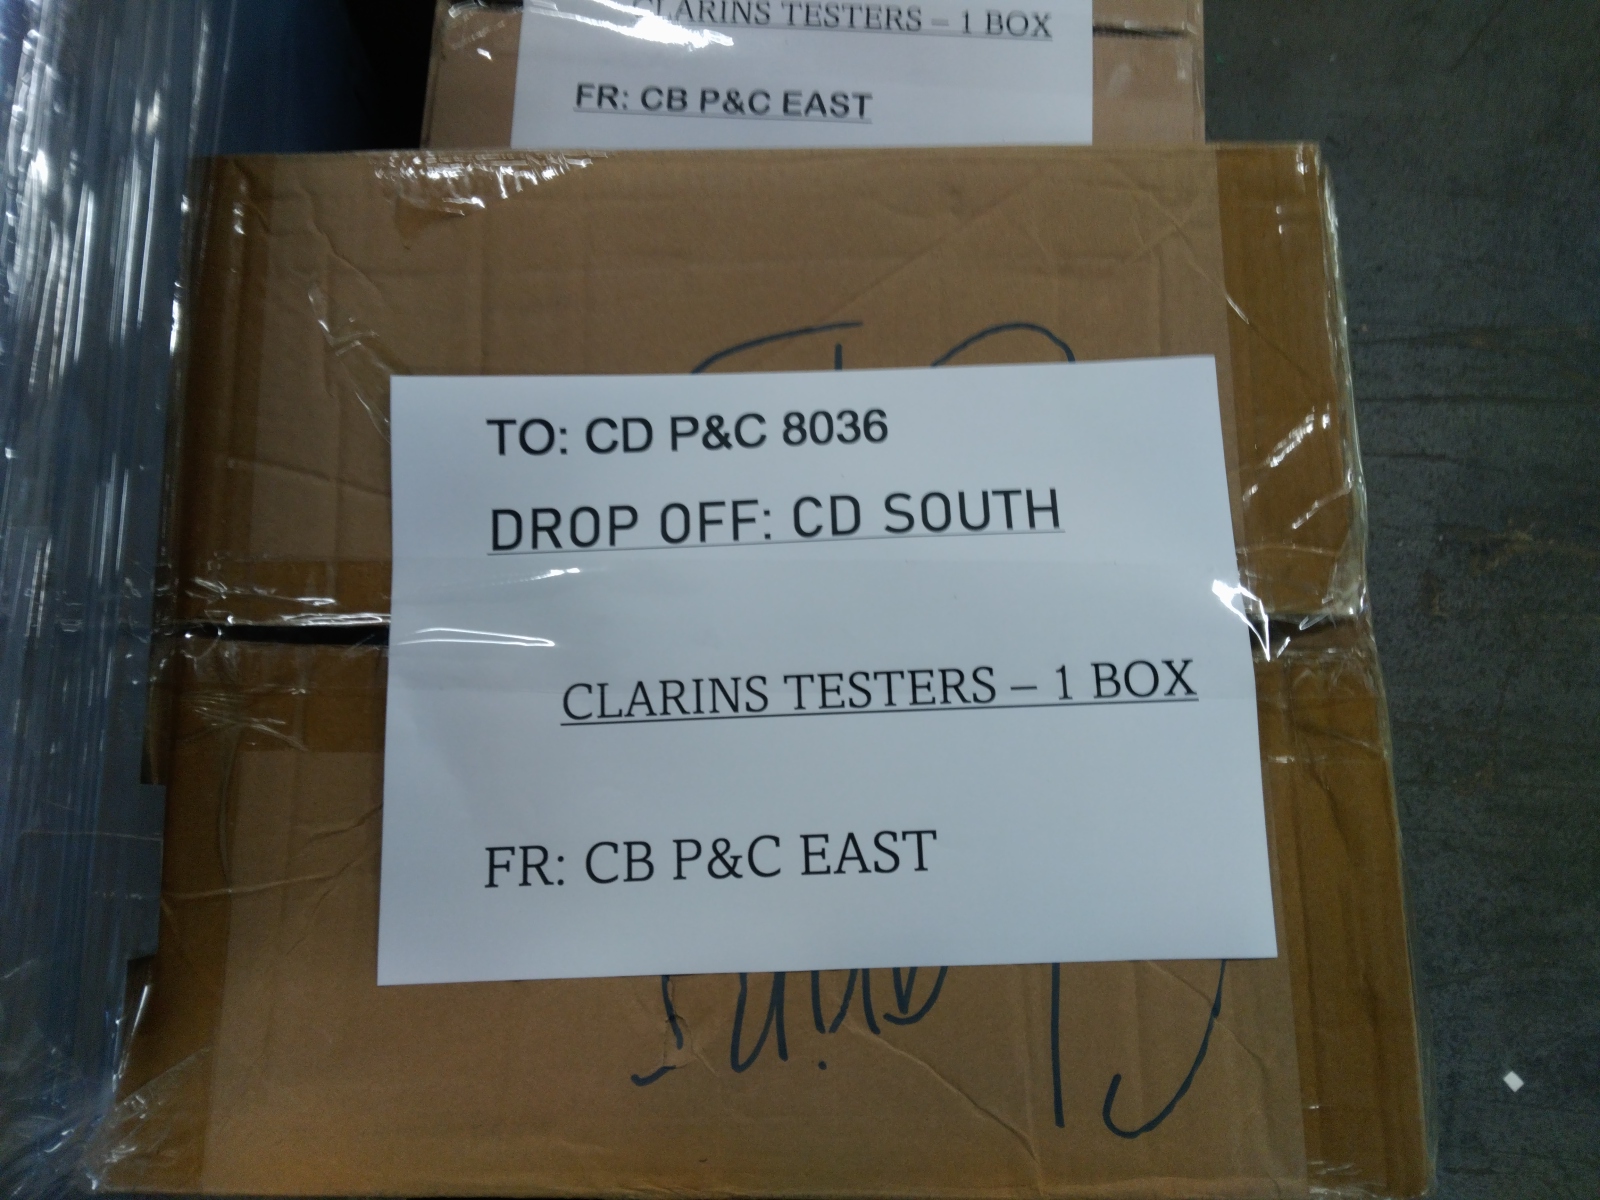 CLARINS TESTERS – 1 BOX
FR: CB P&C EAST
TO: CD P&C 8036
DROP OFF: CD SOUTH
CLARINS TESTERS – 1 BOX
FR: CB P&C EAST